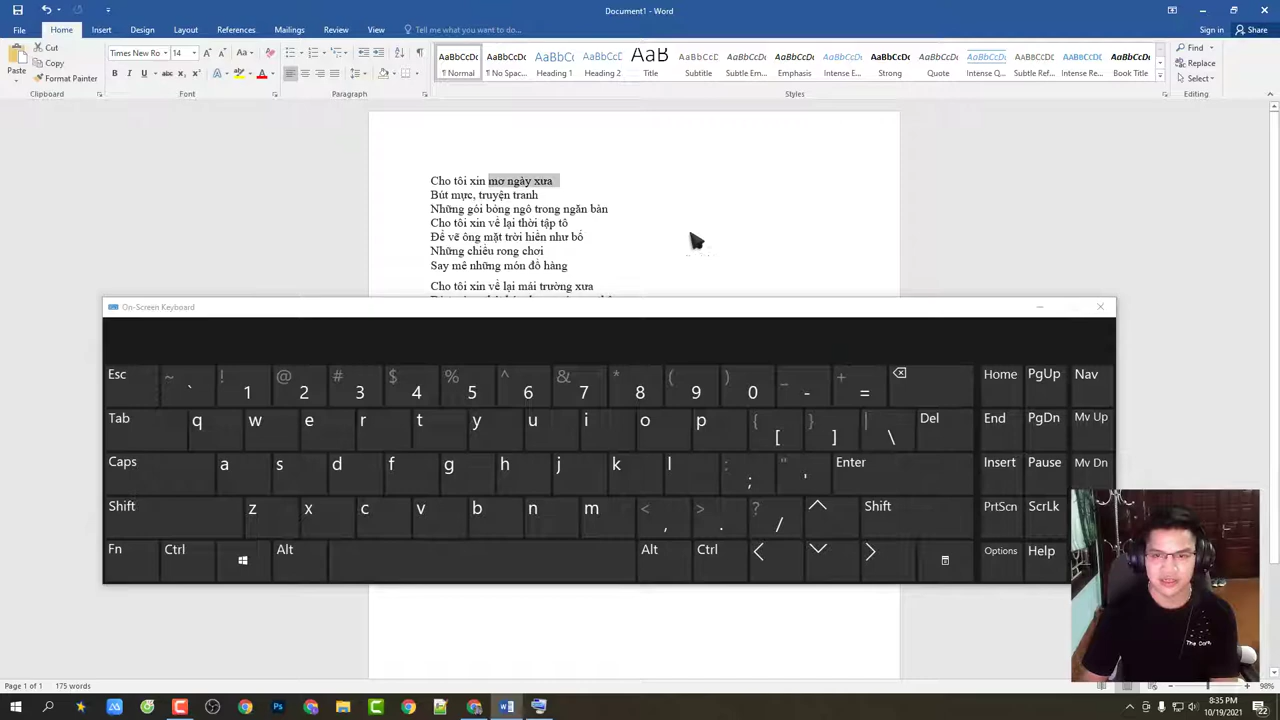 Document1 - Word
File Home Insert Design Layout References Mailings Review View Tell me what you want to do... Sign in Share
Paste
Cut
Copy
Format Painter
Times New Ro 14
Clipboard Font Paragraph Styles Editing
AaBbCcDc AaBbCcDc AaBbCc AaBbCcD AaB AaBbCcD AaBbCcDc AaBbCcDc AaBbCcDc AaBbCcDc AaBbCcDc AaBbCcDc AaBbCcDc AaBbCcDc AaBbCcDc
¶ Normal ¶ No Spac... Heading 1 Heading 2 Title Subtitle Subtle Em... Emphasis Intense E... Strong Quote Intense Q... Subtle Ref... Intense Re... Book Title
Find
Replace
Select
Cho tôi xin mơ ngày xưa
Bút mực, truyện tranh
Những gói bỏng ngô trong ngăn bàn
Cho tôi xin về lại thời tập tô
Để vẽ ông mặt trời hiền như bố
Những chiều rong chơi
Say mê những món đồ hàng
Cho tôi xin về lại mái trường xưa
On-Screen Keyboard
Esc ~ ` ! 1 @ 2 # 3 $ 4 % 5 ^ 6 & 7 * 8 ( 9 ) 0 _ - + = Home PgUp Nav
Tab q w e r t y u i o p { [ } ] | \ Del End PgDn Mv Up
Caps a s d f g h j k l : ; " ' Enter Insert Pause Mv Dn
Shift z x c v b n m < , > . ? / Shift PrtScn ScrLk
Fn Ctrl Alt Alt Ctrl Options Help
The Com
Page 1 of 1 175 words 98%
8:35 PM
10/19/2021
22